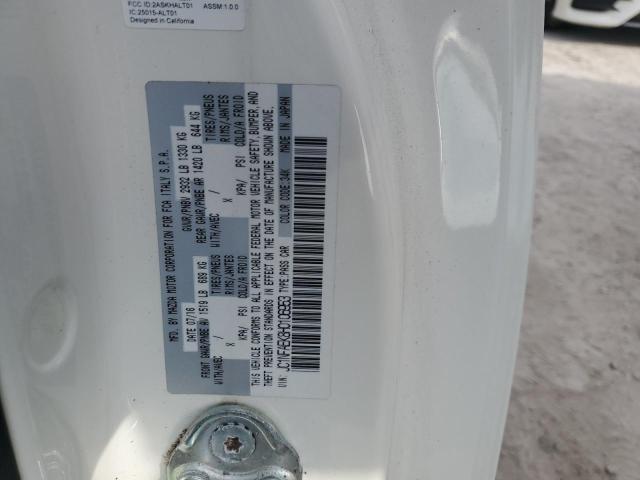 FCC ID:2ASKHALT01 ASSM:1.0.0
IC:25015-ALT01
Designed in California
MFD. BY MAZDA MOTOR CORPORATION FOR FCA ITALY S.P.A.
DATE 07/16 GVWR/PNBV 2932 LB 1330 KG
FRONT GAWR/PNBE AV 1519 LB 689 KG REAR GAWR/PNBE AR 1420 LB 644 KG
WITH/AVEC / TIRES/PNEUS WITH/AVEC / TIRES/PNEUS
X RIMS/JANTES X RIMS/JANTES
KPA/ PSI COLD/A FROID KPA/ PSI COLD/A FROID
THIS VEHICLE CONFORMS TO ALL APPLICABLE FEDERAL MOTOR VEHICLE SAFETY, BUMPER, AND
THEFT PREVENTION STANDARDS IN EFFECT ON THE DATE OF MANUFACTURE SHOWN ABOVE.
VIN: TYPE:PASS CAR COLOR CODE:34K MADE IN JAPAN